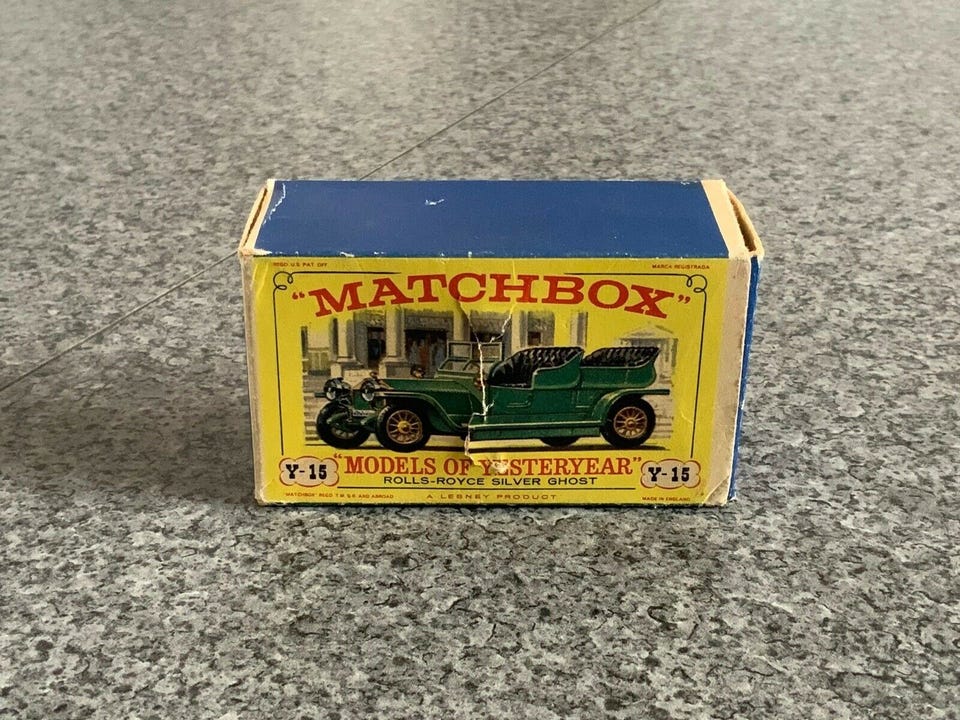 REGD U.S. PAT. OFF MARCA REGISTRADA
"MATCHBOX"
Y-15 "MODELS OF YESTERYEAR" Y-15
ROLLS-ROYCE SILVER GHOST
"MATCHBOX" REGD T.M. G.B. AND ABROAD A LESNEY PRODUCT MADE IN ENGLAND